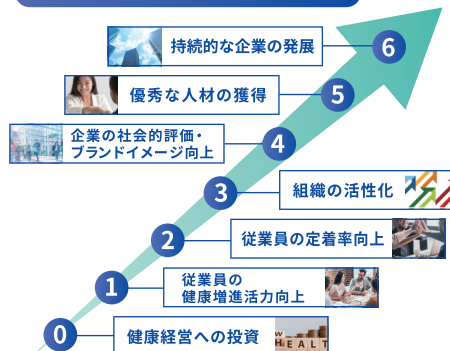 持続的な企業の発展
6
優秀な人材の獲得
5
企業の社会的評価・
ブランドイメージ向上
4
3
組織の活性化
2
従業員の定着率向上
1
従業員の
健康増進活力向上
0
健康経営への投資
HEALT